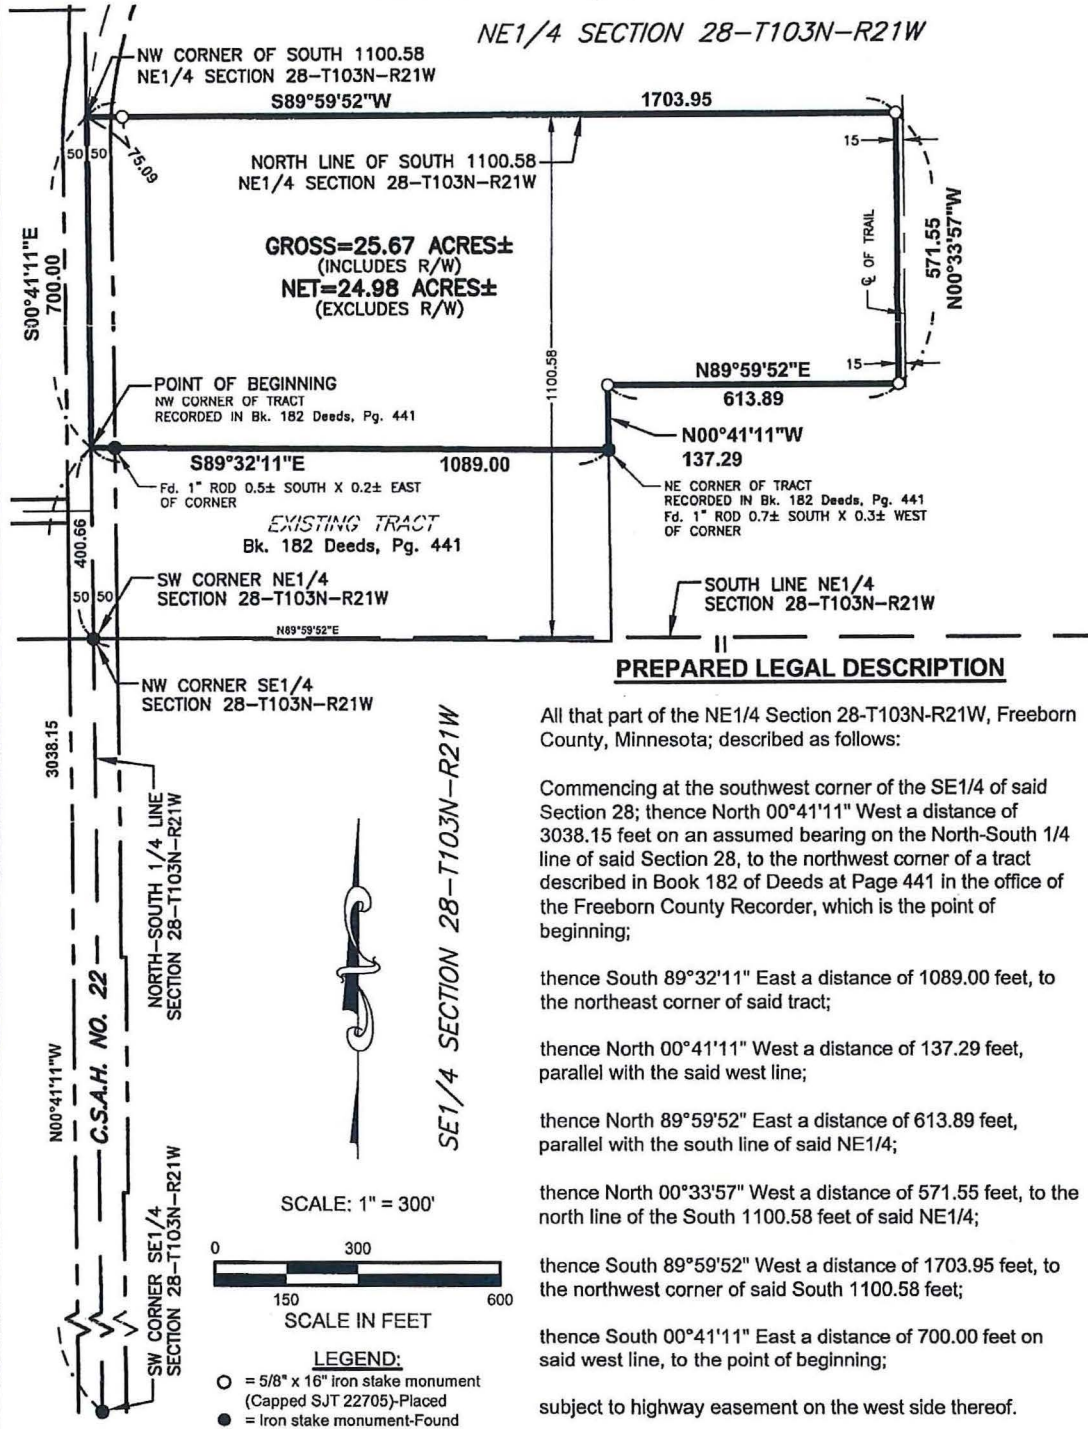 NE1/4 SECTION 28-T103N-R21W
NW CORNER OF SOUTH 1100.58
NE1/4 SECTION 28-T103N-R21W
S89°59'52"W
1703.95
50
50
75.09
15
NORTH LINE OF SOUTH 1100.58
NE1/4 SECTION 28-T103N-R21W
GROSS=25.67 ACRES±
(INCLUDES R/W)
NET=24.98 ACRES±
(EXCLUDES R/W)
S00°41'11"E
700.00
℄ OF TRAIL
571.55
N00°33'57"W
1100.58
15
POINT OF BEGINNING
NW CORNER OF TRACT
RECORDED IN Bk. 182 Deeds, Pg. 441
N89°59'52"E
613.89
N00°41'11"W
137.29
S89°32'11"E
1089.00
Fd. 1" ROD 0.5± SOUTH X 0.2± EAST
OF CORNER
NE CORNER OF TRACT
RECORDED IN Bk. 182 Deeds, Pg. 441
Fd. 1" ROD 0.7± SOUTH X 0.3± WEST
OF CORNER
EXISTING TRACT
Bk. 182 Deeds, Pg. 441
400.66
50
50
SW CORNER NE1/4
SECTION 28-T103N-R21W
SOUTH LINE NE1/4
SECTION 28-T103N-R21W
N89°59'52"E
NW CORNER SE1/4
SECTION 28-T103N-R21W
3038.15
NORTH-SOUTH 1/4 LINE
SECTION 28-T103N-R21W
C.S.A.H. NO. 22
N00°41'11"W
SW CORNER SE1/4
SECTION 28-T103N-R21W
SE1/4 SECTION 28-T103N-R21W
SCALE: 1" = 300'
0
300
150
600
SCALE IN FEET
LEGEND:
= 5/8" x 16" iron stake monument
(Capped SJT 22705)-Placed
= Iron stake monument-Found
PREPARED LEGAL DESCRIPTION
All that part of the NE1/4 Section 28-T103N-R21W, Freeborn
County, Minnesota; described as follows:
Commencing at the southwest corner of the SE1/4 of said
Section 28; thence North 00°41'11" West a distance of
3038.15 feet on an assumed bearing on the North-South 1/4
line of said Section 28, to the northwest corner of a tract
described in Book 182 of Deeds at Page 441 in the office of
the Freeborn County Recorder, which is the point of
beginning;
thence South 89°32'11" East a distance of 1089.00 feet, to
the northeast corner of said tract;
thence North 00°41'11" West a distance of 137.29 feet,
parallel with the said west line;
thence North 89°59'52" East a distance of 613.89 feet,
parallel with the south line of said NE1/4;
thence North 00°33'57" West a distance of 571.55 feet, to the
north line of the South 1100.58 feet of said NE1/4;
thence South 89°59'52" West a distance of 1703.95 feet, to
the northwest corner of said South 1100.58 feet;
thence South 00°41'11" East a distance of 700.00 feet on
said west line, to the point of beginning;
subject to highway easement on the west side thereof.